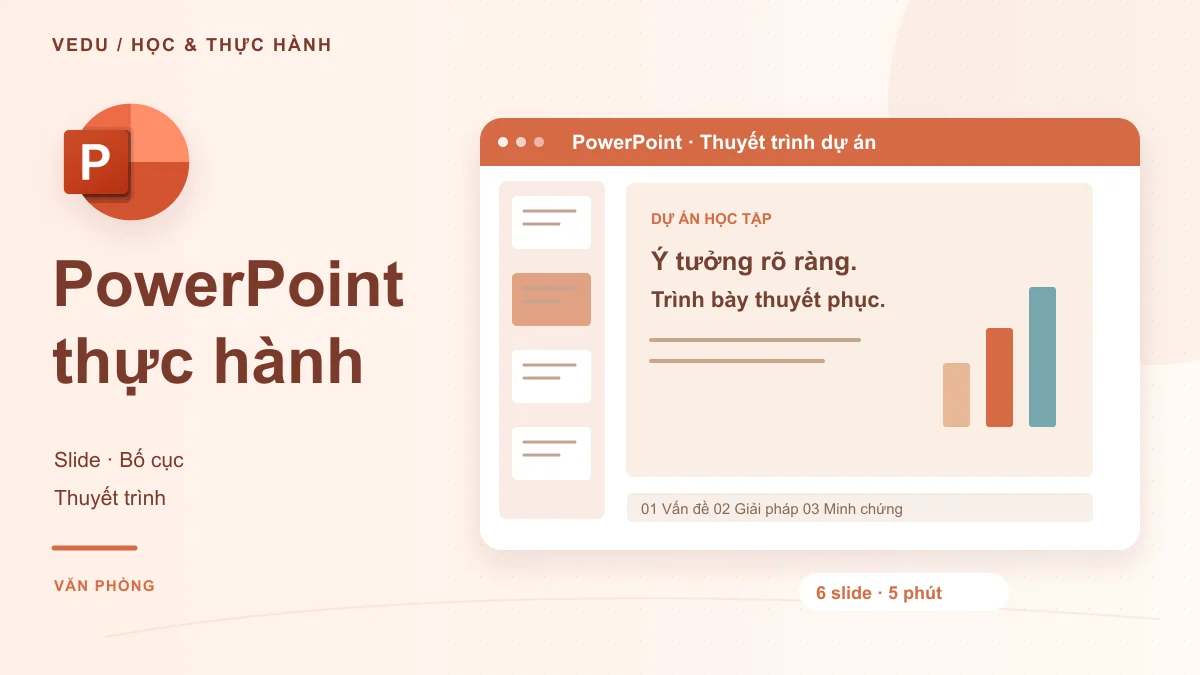 VEDU / HỌC & THỰC HÀNH
P
PowerPoint
thực hành
Slide · Bố cục
Thuyết trình
VĂN PHÒNG
PowerPoint · Thuyết trình dự án
DỰ ÁN HỌC TẬP
Ý tưởng rõ ràng.
Trình bày thuyết phục.
01 Vấn đề 02 Giải pháp 03 Minh chứng
6 slide · 5 phút